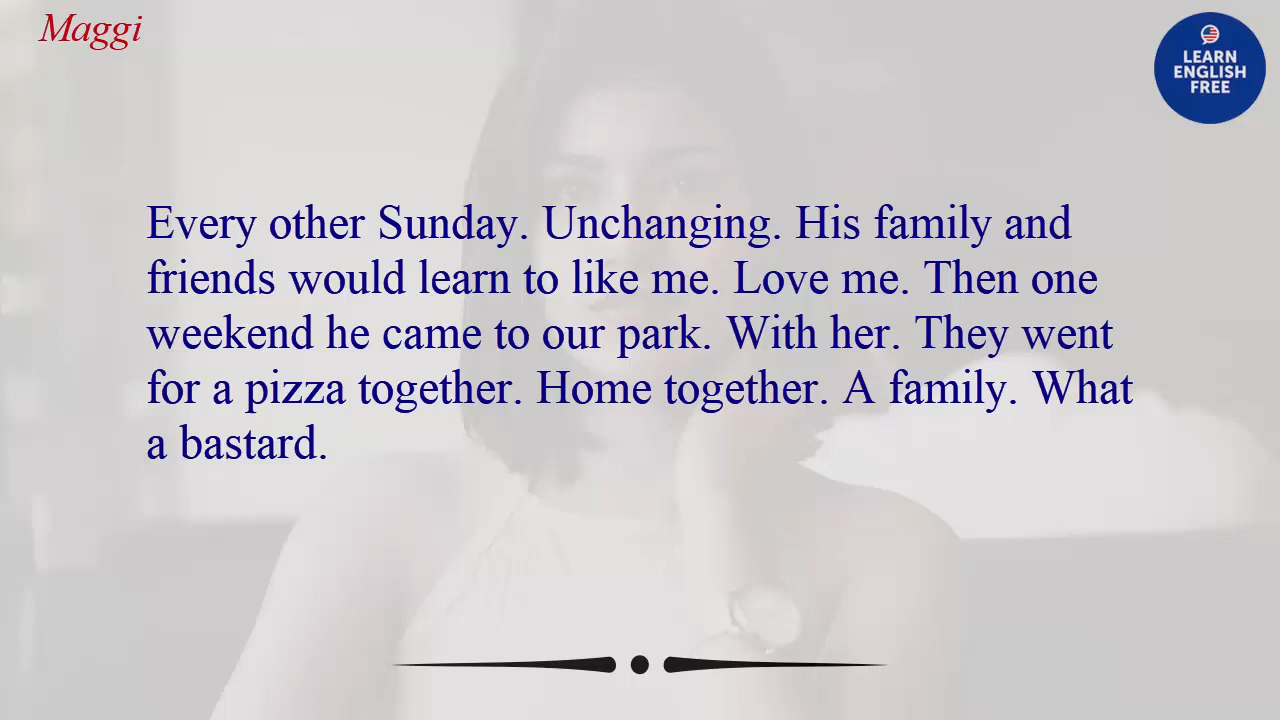 Maggi
LEARN
ENGLISH
FREE
Every other Sunday. Unchanging. His family and
friends would learn to like me. Love me. Then one
weekend he came to our park. With her. They went
for a pizza together. Home together. A family. What
a bastard.